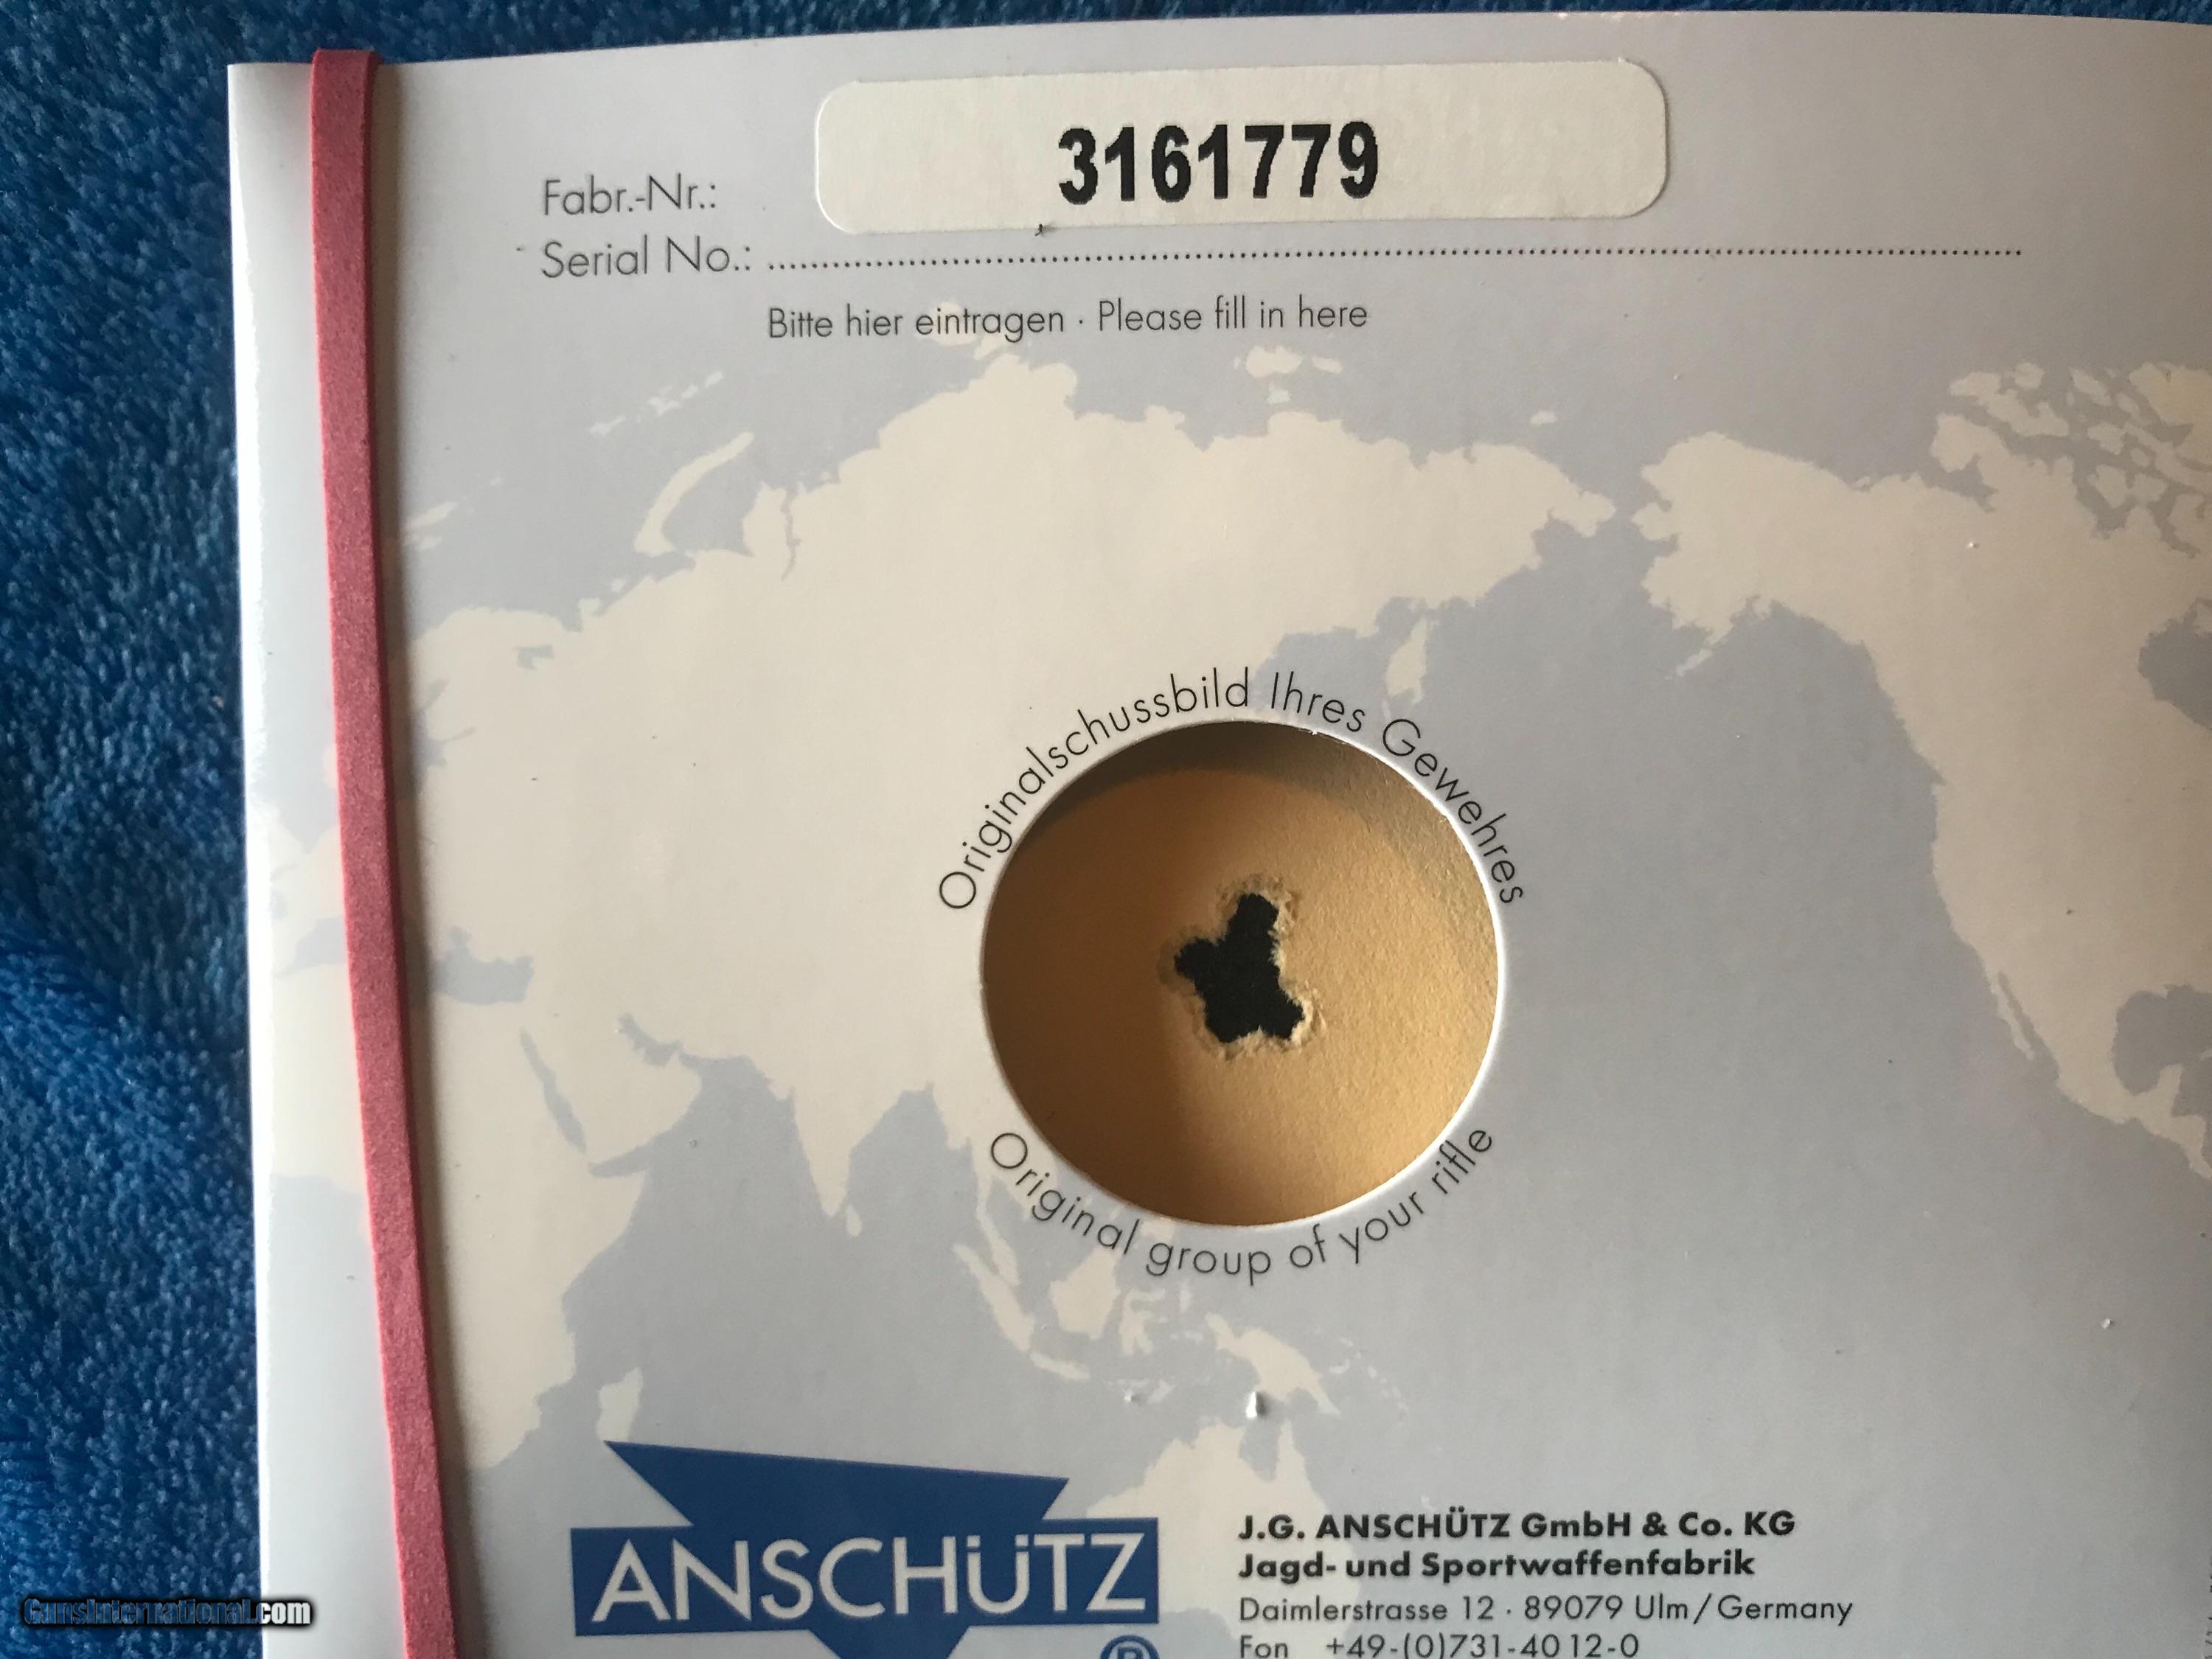 3161779
Fabr.-Nr.:
Serial No.:
Bitte hier eintragen · Please fill in here
Originalschussbild Ihres Gewehres
Original group of your rifle
ANSCHÜTZ
®
J.G. ANSCHÜTZ GmbH & Co. KG
Jagd- und Sportwaffenfabrik
Daimlerstrasse 12 · 89079 Ulm/Germany
Fon +49-(0)731-4012-0
GunsInternational.com